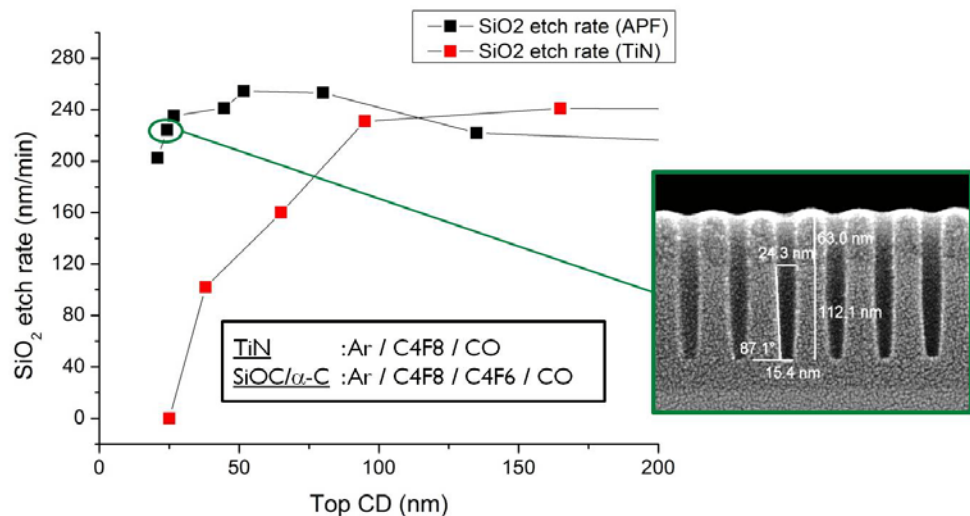 SiO2 etch rate (APF)
SiO2 etch rate (TiN)
SiO₂ etch rate (nm/min)
280
240
200
160
120
80
40
0
TiN :Ar / C4F8 / CO
SiOC/α-C :Ar / C4F8 / C4F6 / CO
0 50 100 150 200
Top CD (nm)
63.0 nm
24.3 nm
112.1 nm
87.1°
15.4 nm